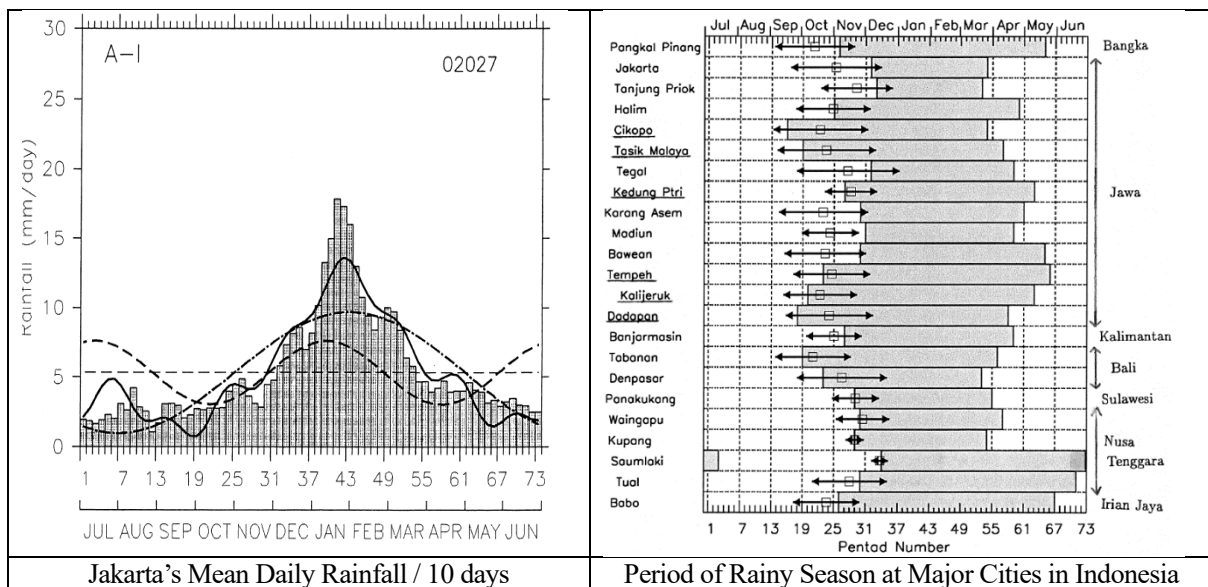 30
25
20
15
10
5
0
A-I
02027
Rainfall (mm/day)
1 7 13 19 25 31 37 43 49 55 61 67 73
JUL AUG SEP OCT NOV DEC JAN FEB MAR APR MAY JUN
Jakarta's Mean Daily Rainfall / 10 days
Jul Aug Sep Oct Nov Dec Jan Feb Mar Apr May Jun
Pangkal Pinang
Jakarta
Tanjung Priok
Halim
Cikopo
Tasik Malaya
Tegal
Kedung Ptri
Karang Asem
Madiun
Bawean
Tempeh
Kalijeruk
Dadapan
Banjarmasin
Tabanan
Denpasar
Panakukang
Waingapu
Kupang
Saumlaki
Tual
Babo
Bangka
Jawa
Kalimantan
Bali
Sulawesi
Nusa
Tenggara
Irian Jaya
1 7 13 19 25 31 37 43 49 55 61 67 73
Pentad Number
Period of Rainy Season at Major Cities in Indonesia